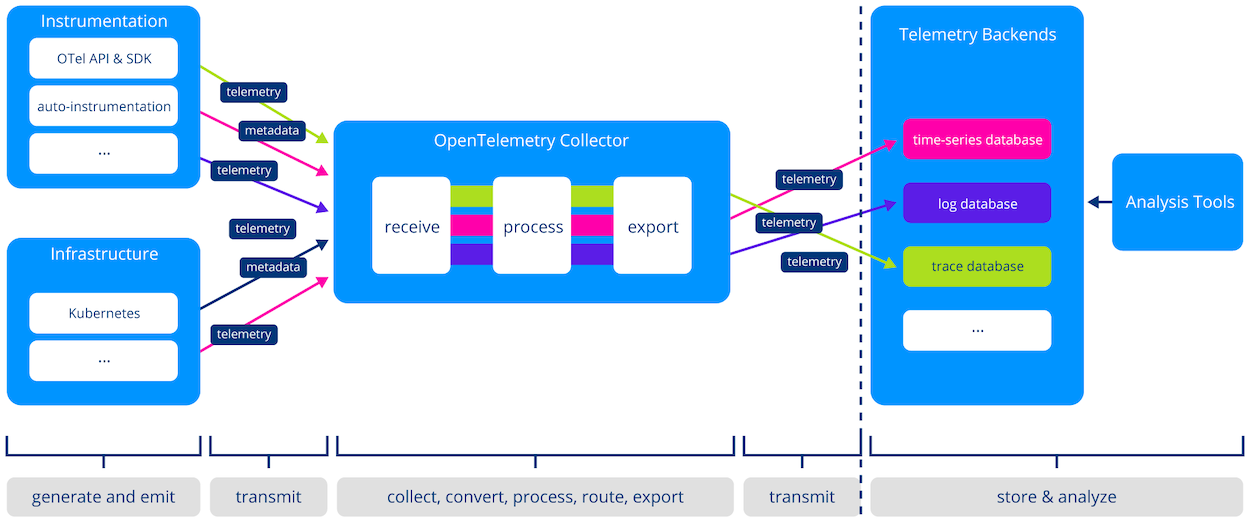 Instrumentation
OTel API & SDK
auto-instrumentation
...
telemetry
metadata
telemetry
Infrastructure
Kubernetes
...
telemetry
metadata
telemetry
OpenTelemetry Collector
receive
process
export
telemetry
telemetry
telemetry
Telemetry Backends
time-series database
log database
trace database
...
Analysis Tools
generate and emit
transmit
collect, convert, process, route, export
transmit
store & analyze